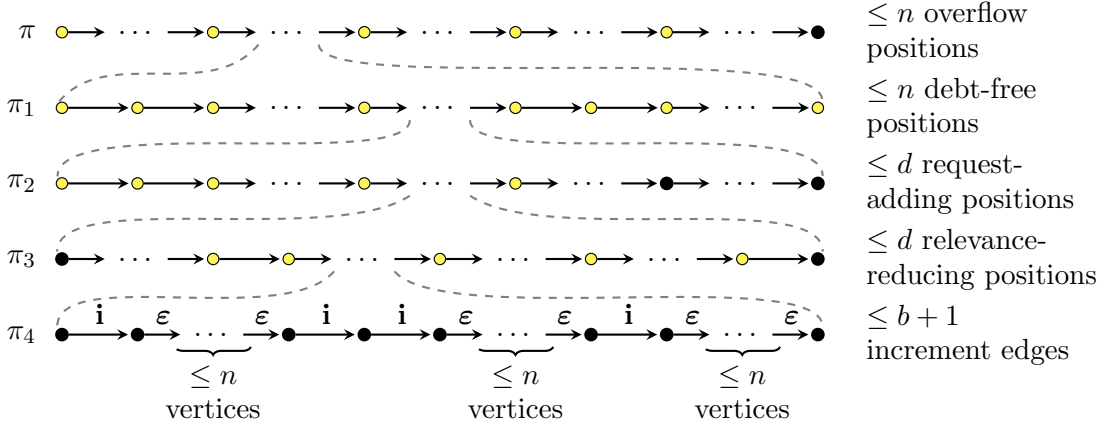 π ··· ··· ··· ··· ··· ≤ n overflow
positions
π₁ ··· ··· ··· ≤ n debt-free
positions
π₂ ··· ··· ··· ··· ≤ d request-
adding positions
π₃ ··· ··· ··· ··· ··· ≤ d relevance-
reducing positions
i ε ε i i ε ε i ε ε
π₄ ··· ··· ··· ≤ b + 1
increment edges
≤ n ≤ n ≤ n
vertices vertices vertices